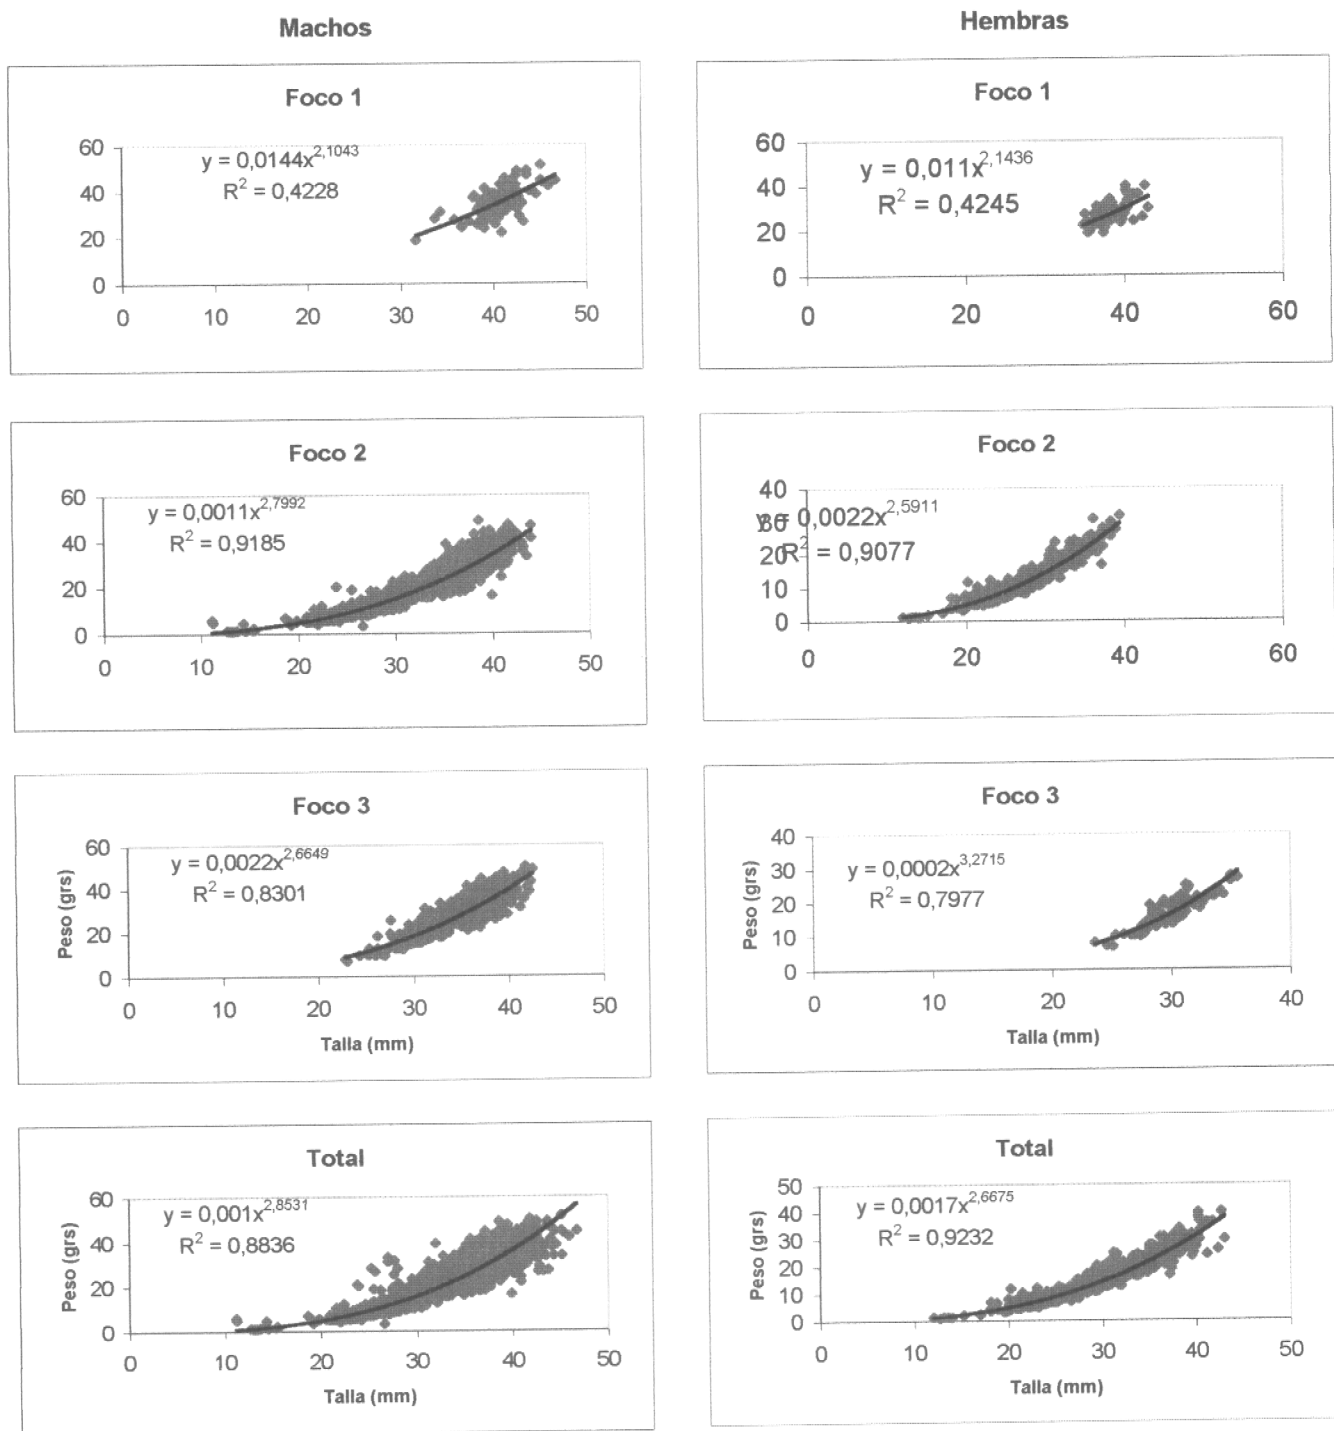 Machos
Hembras
Foco 1
60
40
20
0
y = 0,0144x^2,1043
R^2 = 0,4228
0 10 20 30 40 50
Foco 1
60
40
20
0
y = 0,011x^2,1436
R^2 = 0,4245
0 20 40 60
Foco 2
60
40
20
0
y = 0,0011x^2,7992
R^2 = 0,9185
0 10 20 30 40 50
Foco 2
40
30
20
10
0
y = 0,0022x^2,5911
R^2 = 0,9077
0 20 40 60
Foco 3
Peso (grs)
60
40
20
0
y = 0,0022x^2,6649
R^2 = 0,8301
0 10 20 30 40 50
Talla (mm)
Foco 3
Peso (grs)
40
30
20
10
0
y = 0,0002x^3,2715
R^2 = 0,7977
0 10 20 30 40
Talla (mm)
Total
Peso (grs)
60
40
20
0
y = 0,001x^2,8531
R^2 = 0,8836
0 10 20 30 40 50
Talla (mm)
Total
Peso (grs)
50
40
30
20
10
0
y = 0,0017x^2,6675
R^2 = 0,9232
0 10 20 30 40 50
Talla (mm)